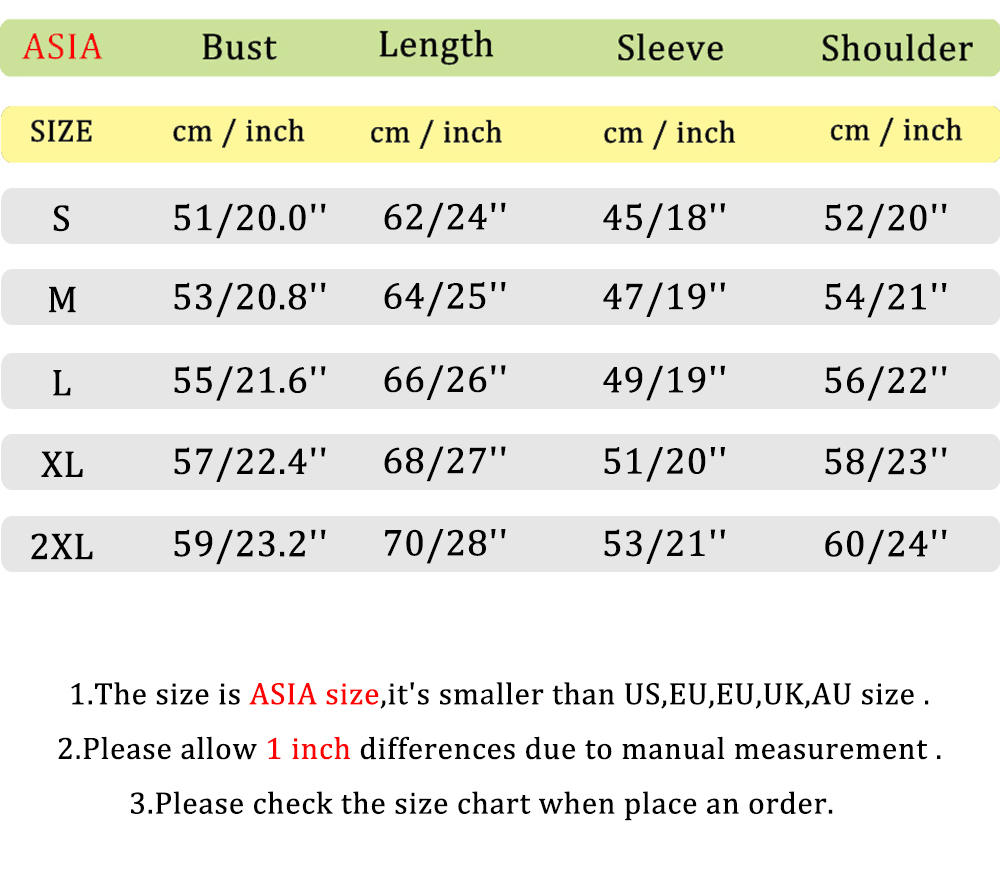 ASIA Bust Length Sleeve Shoulder
SIZE cm / inch cm / inch cm / inch cm / inch
S 51/20.0'' 62/24'' 45/18'' 52/20''
M 53/20.8'' 64/25'' 47/19'' 54/21''
L 55/21.6'' 66/26'' 49/19'' 56/22''
XL 57/22.4'' 68/27'' 51/20'' 58/23''
2XL 59/23.2'' 70/28'' 53/21'' 60/24''
1.The size is ASIA size,it's smaller than US,EU,EU,UK,AU size .
2.Please allow 1 inch differences due to manual measurement .
3.Please check the size chart when place an order.